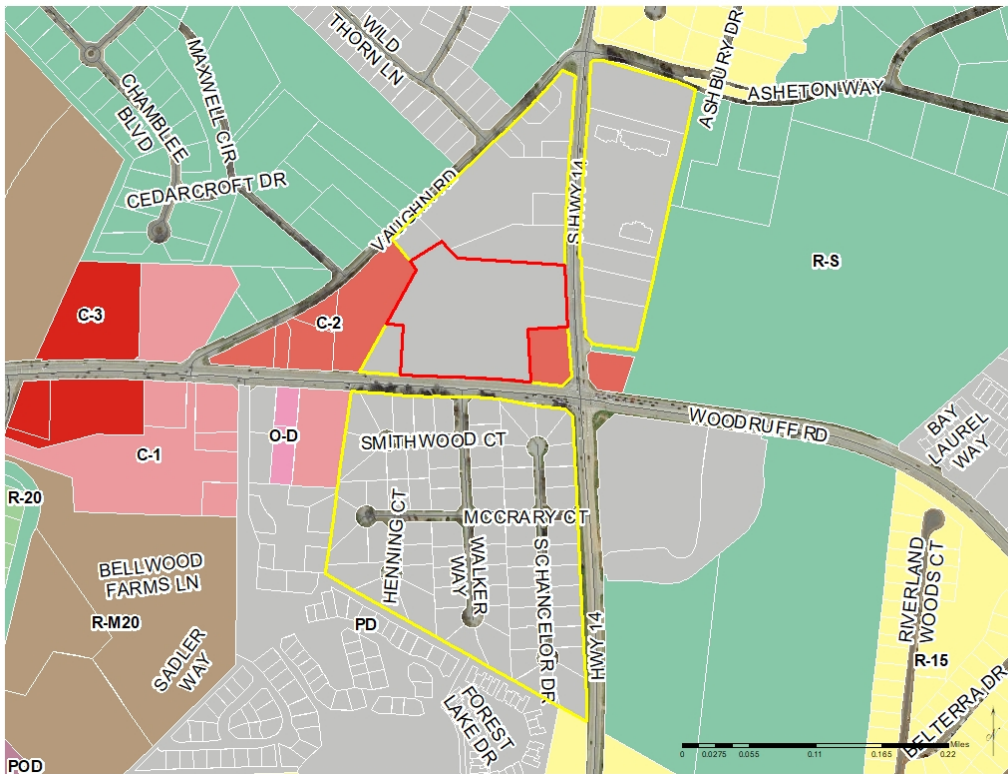 WILD
THORN LN
MAXWELL CIR
CHAMBLEE
BLVD
CEDARCROFT DR
VAUGHN RD
S HWY 14
ASHBURY DR
ASHETON WAY
R-S
C-3
C-2
WOODRUFF RD
BAY
LAUREL
WAY
O-D
C-1
SMITHWOOD CT
HENNING CT
MCCRARY CT
WALKER
WAY
SCHANCELOR DR
HWY 14
R-20
BELLWOOD
FARMS LN
R-M20
SADLER
WAY
PD
FOREST
LAKE DR
RIVERLAND
WOODS CT
R-15
BELTERRA DR
POD
Miles
0 0.0275 0.055 0.11 0.165 0.22